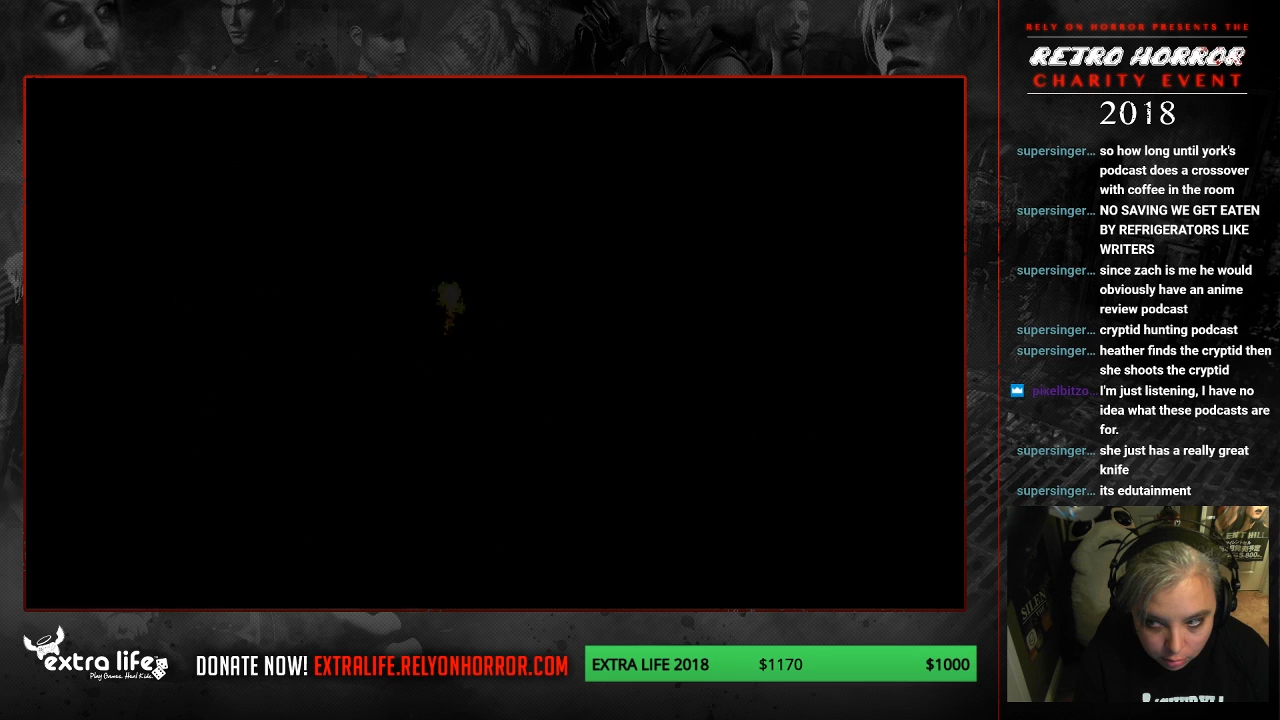 RELY ON HORROR PRESENTS THE
RETRO HORROR
CHARITY EVENT
2018
supersinger… so how long until york's
podcast does a crossover
with coffee in the room
supersinger… NO SAVING WE GET EATEN
BY REFRIGERATORS LIKE
WRITERS
supersinger… since zach is me he would
obviously have an anime
review podcast
supersinger… cryptid hunting podcast
supersinger… heather finds the cryptid then
she shoots the cryptid
pixelbitzo… I'm just listening, I have no
idea what these podcasts are
for.
supersinger… she just has a really great
knife
supersinger… its edutainment
SILEN
extra life
Play Games. Heal Kids.
DONATE NOW! EXTRALIFE.RELYONHORROR.COM
EXTRA LIFE 2018 $1170 $1000